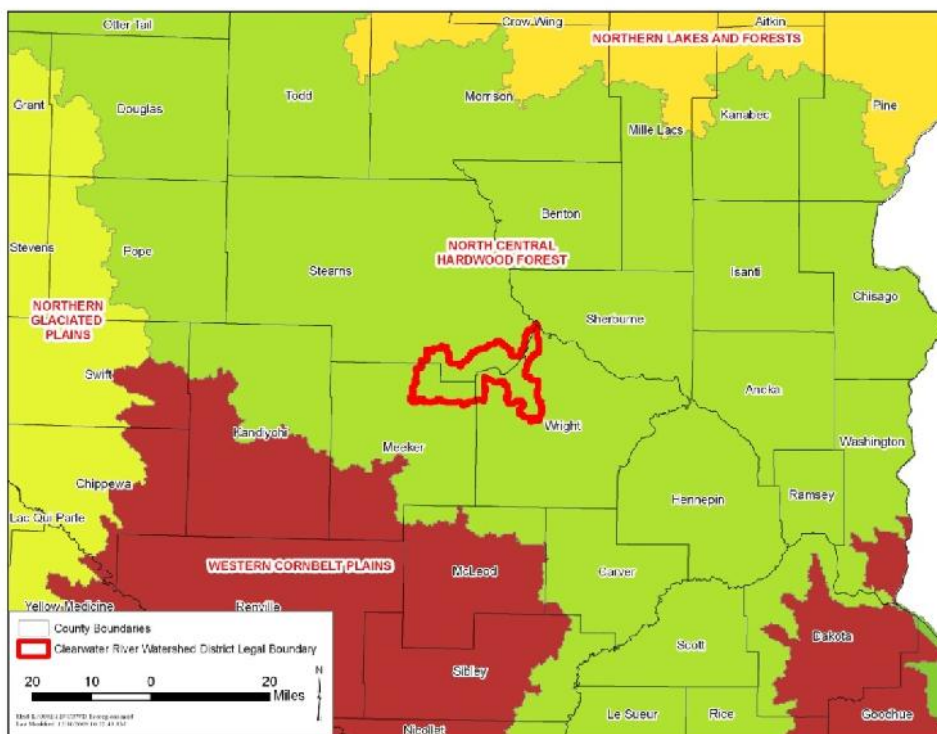 Otter Tail
Crow Wing
Aitkin
NORTHERN LAKES AND FORESTS
Grant
Todd
Douglas
Morrison
Pine
Kanabec
Mille Lacs
Benton
Stevens
Pope
NORTH CENTRAL
HARDWOOD FOREST
Stearns
Isanti
Chisago
NORTHERN
GLACIATED
PLAINS
Sherburne
Swift
Anoka
Kandiyohi
Wright
Meeker
Washington
Chippewa
Hennepin
Ramsey
Lac Qui Parle
WESTERN CORNBELT PLAINS
McLeod
Carver
Yellow Medicine
Renville
County Boundaries
Clearwater River Watershed District Legal Boundary
Scott
Dakota
Sibley
N
20 10 0 20
Miles
Le Sueur
Rice
Goodhue
Nicollet